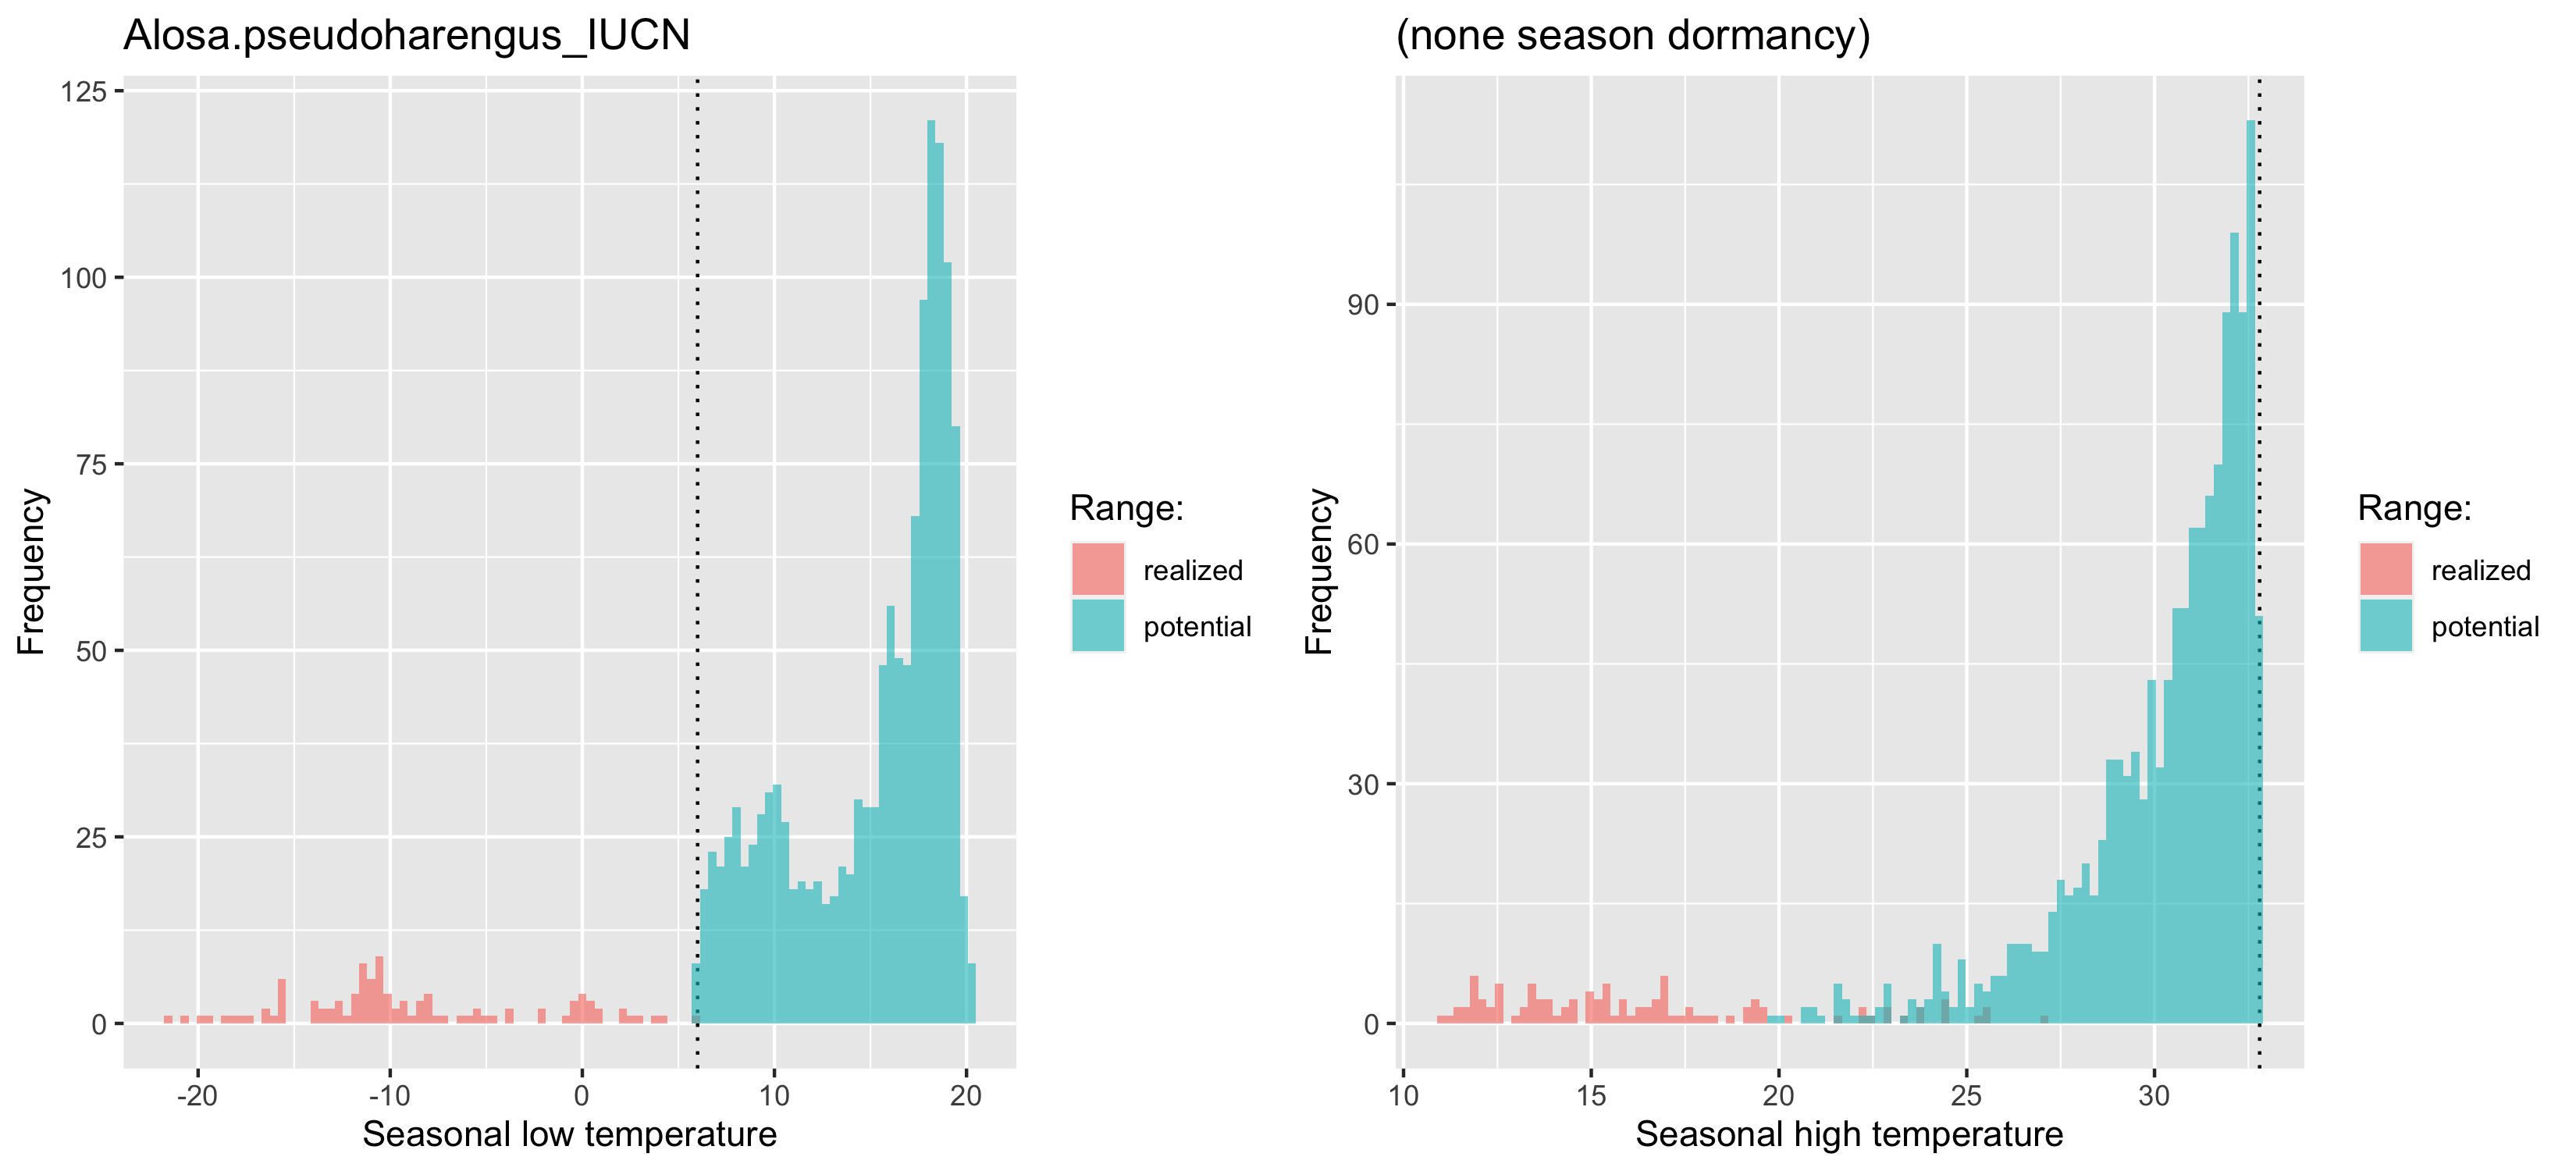 Alosa.pseudoharengus_IUCN
125
100
75
50
25
0
Frequency
-20 -10 0 10 20
Seasonal low temperature
Range:
realized
potential
(none season dormancy)
90
60
30
0
Frequency
10 15 20 25 30
Seasonal high temperature
Range:
realized
potential